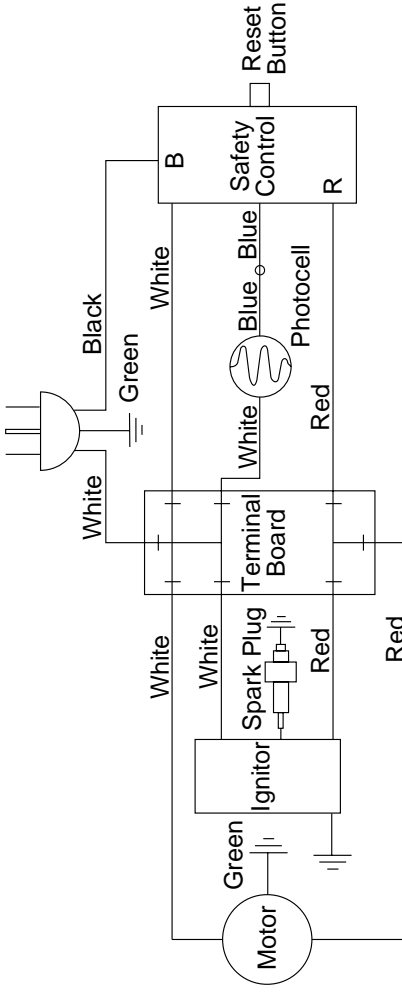 Black
Green
White
B
Safety
Control
R
Reset
Button
White
Blue
Blue
Photocell
White
Red
Terminal
Board
White
White
Spark Plug
Red
Red
Ignitor
Green
Motor